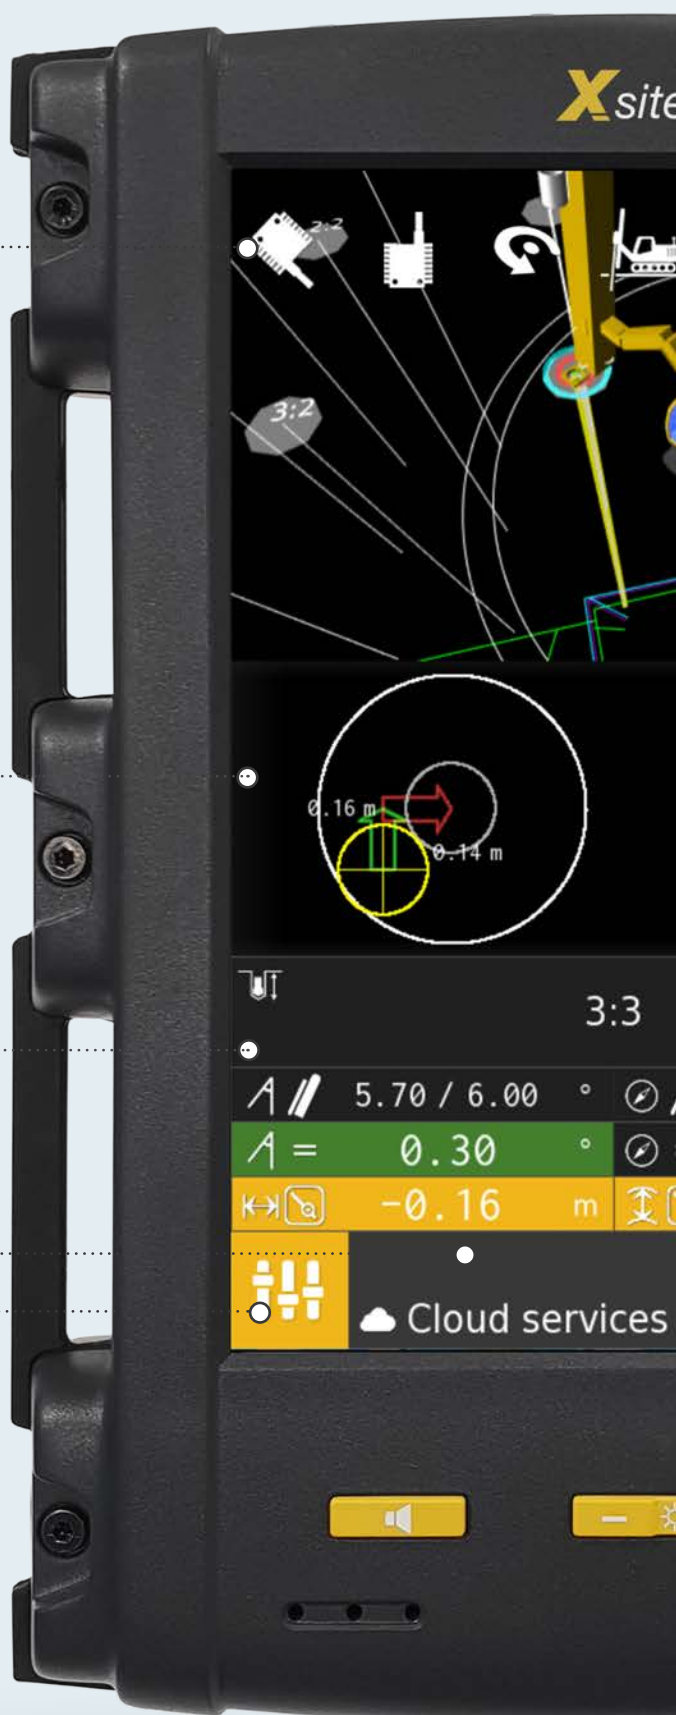 Xsite
2:2
3:2
0.16 m
0.14 m
3:3
5.70 / 6.00 °
= 0.30 °
-0.16 m
Cloud services